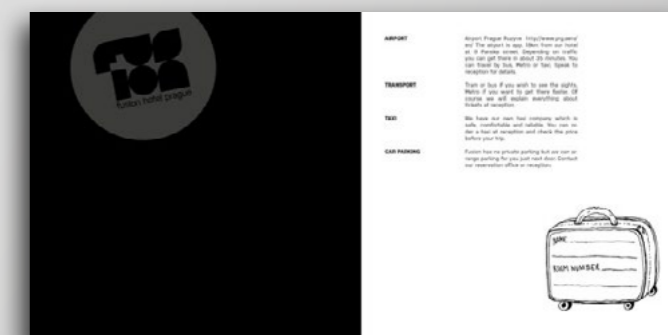 FUS
ION
fusion hotel prague
AIRPORT
Airport Prague Ruzyne http://www.prg.aero/
en/ The airport is app. 18km from our hotel
at 9 Panska street. Depending on traffic
you can get there in about 35 minutes. You
can travel by bus, Metro or taxi. Speak to
reception for details.
TRANSPORT
Tram or bus if you wish to see the sights,
Metro if you want to get there faster. Of
course we will explain everything about
tickets at reception.
TAXI
We have our own taxi company which is
safe, comfortable and reliable. You can or-
der a taxi at reception and check the price
before your trip.
CAR PARKING
Fusion has no private parking but we can ar-
range parking for you just next door. Contact
our reservation office or reception.
NAME
ROOM NUMBER